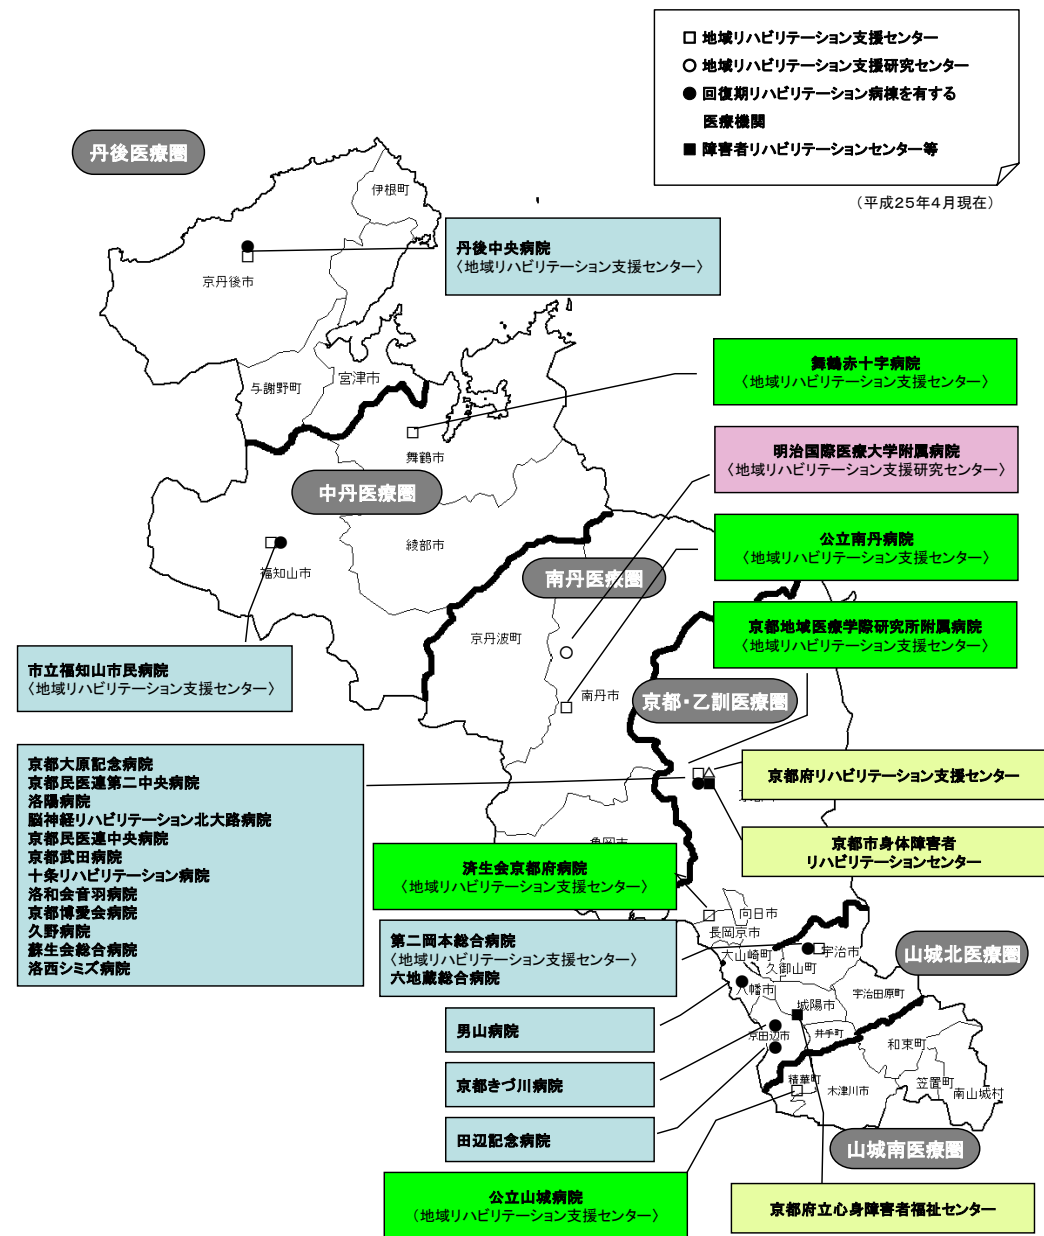 □ 地域リハビリテーション支援センター
○ 地域リハビリテーション支援研究センター
● 回復期リハビリテーション病棟を有する
医療機関
■ 障害者リハビリテーションセンター等
（平成25年4月現在）
丹後医療圏
伊根町
丹後中央病院
〈地域リハビリテーション支援センター〉
京丹後市
舞鶴赤十字病院
〈地域リハビリテーション支援センター〉
宮津市
与謝野町
舞鶴市
明治国際医療大学附属病院
〈地域リハビリテーション支援研究センター〉
中丹医療圏
公立南丹病院
〈地域リハビリテーション支援センター〉
綾部市
福知山市
南丹医療圏
京都地域医療学際研究所附属病院
〈地域リハビリテーション支援センター〉
京丹波町
市立福知山市民病院
〈地域リハビリテーション支援センター〉
南丹市
京都・乙訓医療圏
京都大原記念病院
京都民医連第二中央病院
洛陽病院
脳神経リハビリテーション北大路病院
京都民医連中央病院
京都武田病院
十条リハビリテーション病院
洛和会音羽病院
京都博愛会病院
久野病院
蘇生会総合病院
洛西シミズ病院
京都府リハビリテーション支援センター
京都市身体障害者
リハビリテーションセンター
済生会京都府病院
〈地域リハビリテーション支援センター〉
向日市
長岡京市
大山崎町
宇治市
久御山町
第二岡本総合病院
〈地域リハビリテーション支援センター〉
六地蔵総合病院
山城北医療圏
八幡市
宇治田原町
城陽市
男山病院
京田辺市
井手町
和束町
京都きづ川病院
精華町
木津川市
笠置町
南山城村
田辺記念病院
山城南医療圏
公立山城病院
（地域リハビリテーション支援センター〉
京都府立心身障害者福祉センター